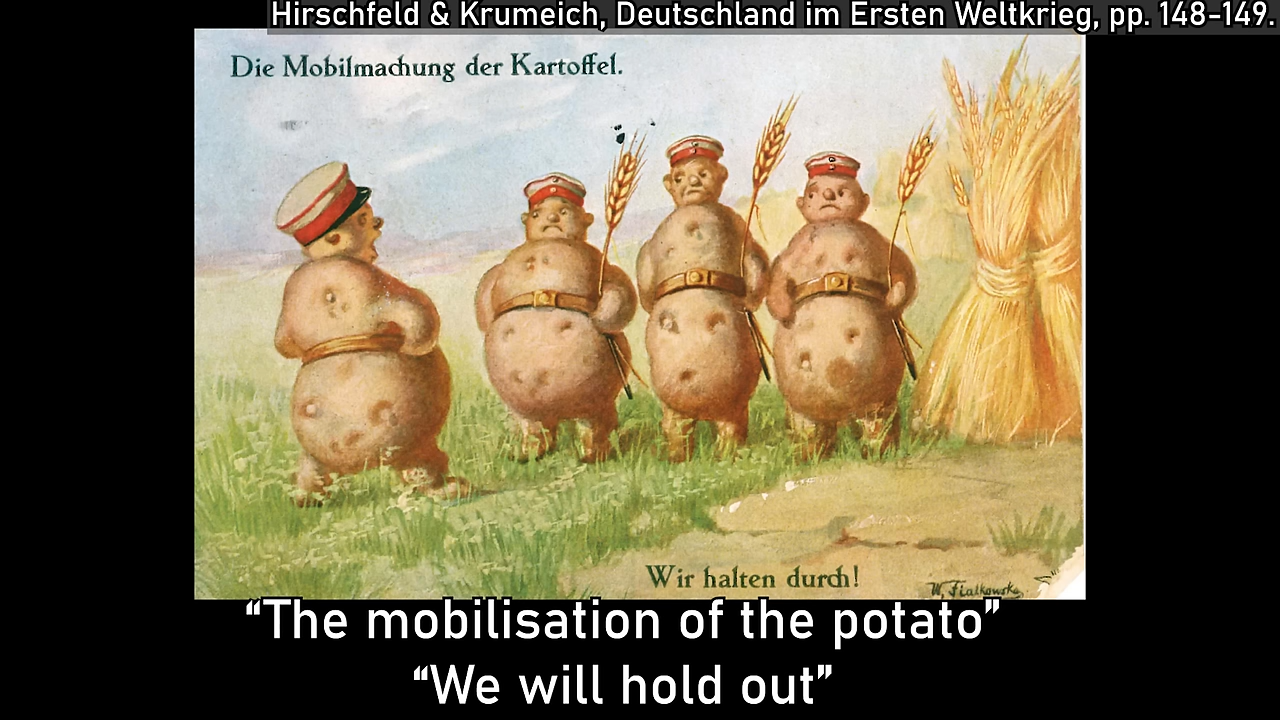 Hirschfeld & Krumeich, Deutschland im Ersten Weltkrieg, pp. 148-149.
Die Mobilmachung der Kartoffel.
Wir halten durch!
W. Fialkowska
“The mobilisation of the potato”
“We will hold out”